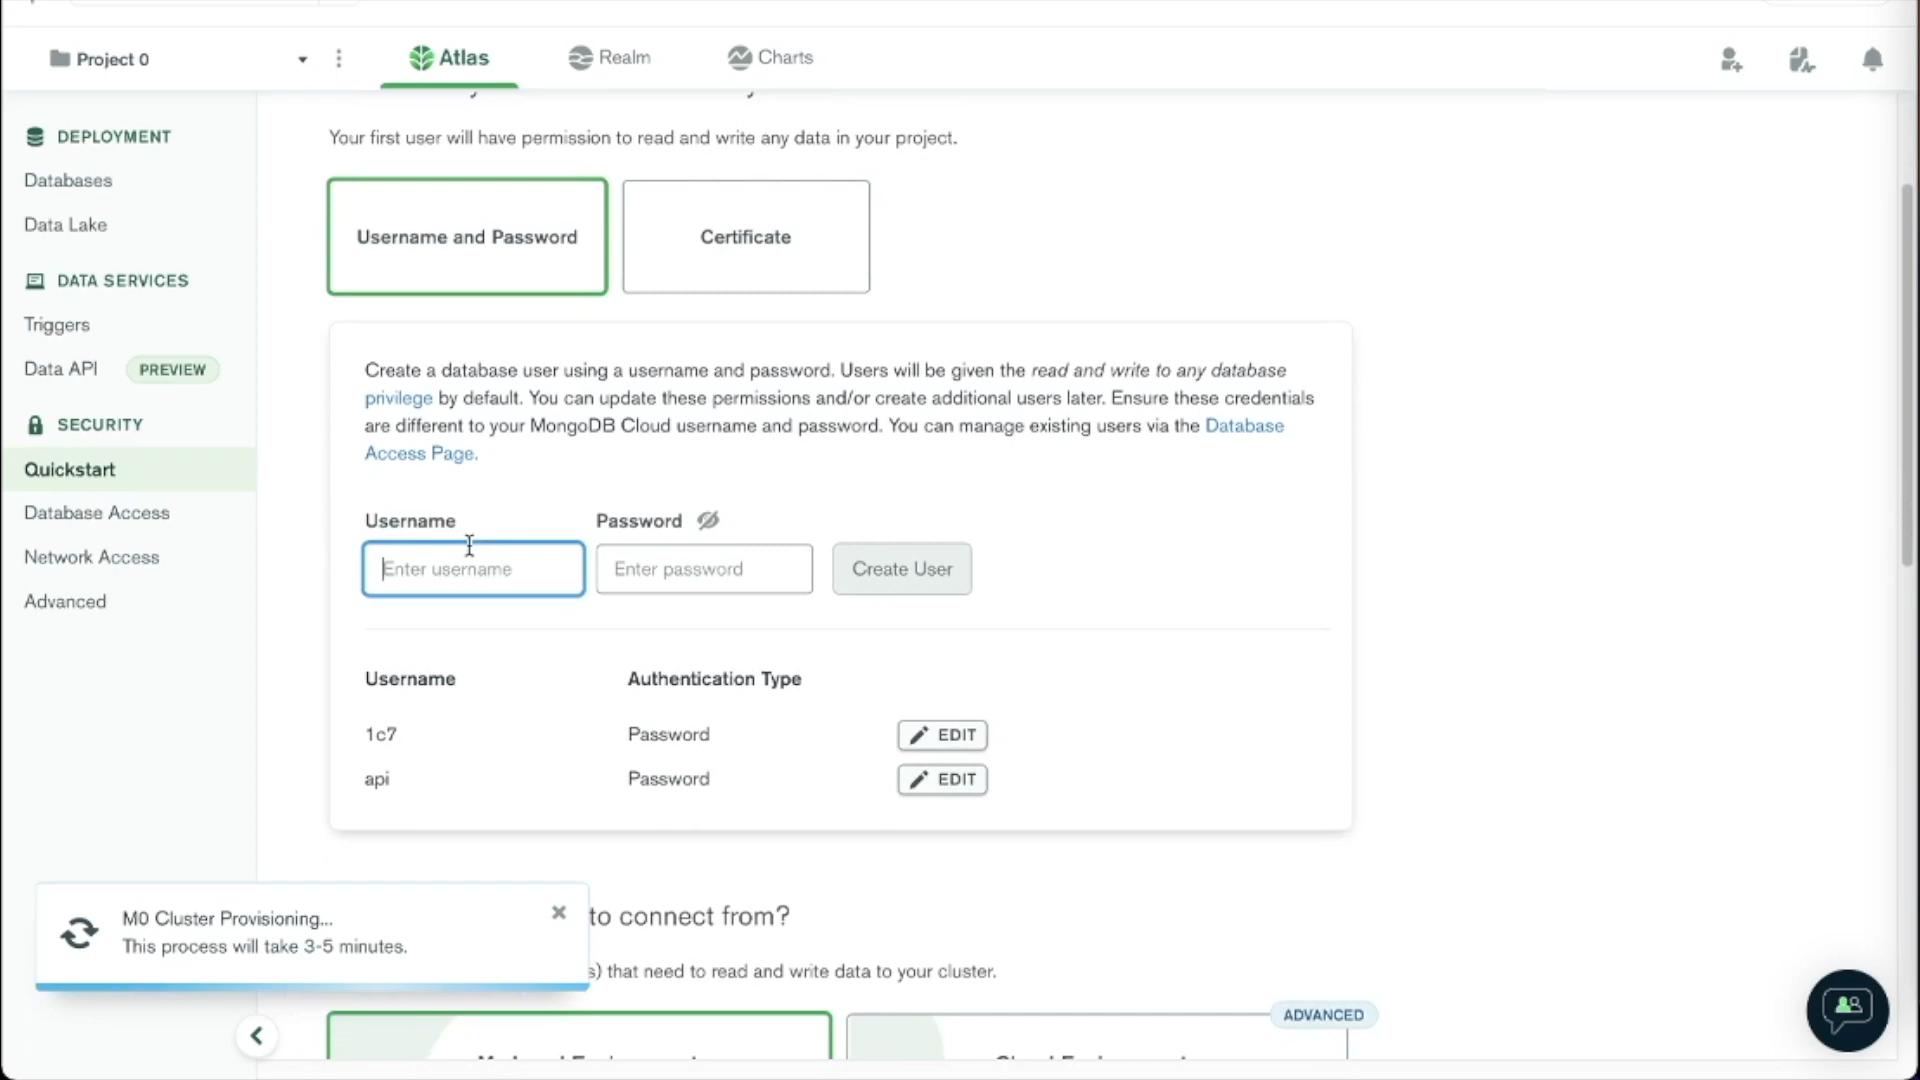 Project 0
Atlas
Realm
Charts
DEPLOYMENT
Databases
Data Lake
DATA SERVICES
Triggers
Data API PREVIEW
SECURITY
Quickstart
Database Access
Network Access
Advanced
Your first user will have permission to read and write any data in your project.
Username and Password
Certificate
Create a database user using a username and password. Users will be given the read and write to any database
privilege by default. You can update these permissions and/or create additional users later. Ensure these credentials
are different to your MongoDB Cloud username and password. You can manage existing users via the Database
Access Page.
Username Password
Enter username Enter password Create User
Username Authentication Type
1c7 Password EDIT
api Password EDIT
M0 Cluster Provisioning...
This process will take 3-5 minutes.
to connect from?
s) that need to read and write data to your cluster.
ADVANCED